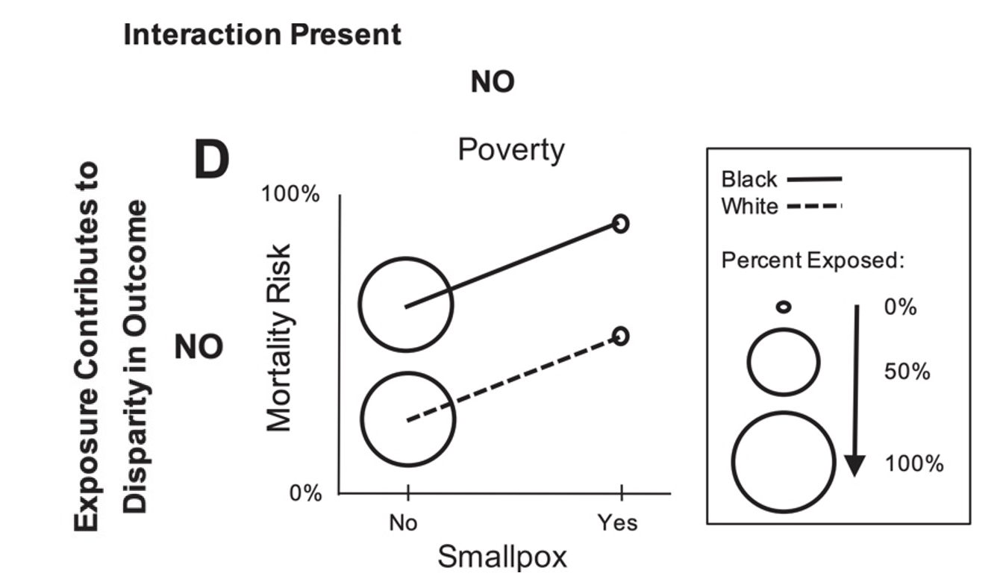 Interaction Present
NO
D
Poverty
Exposure Contributes to
Disparity in Outcome
NO
Mortality Risk
100%
0%
No
Yes
Smallpox
Black
White
Percent Exposed:
0%
50%
100%